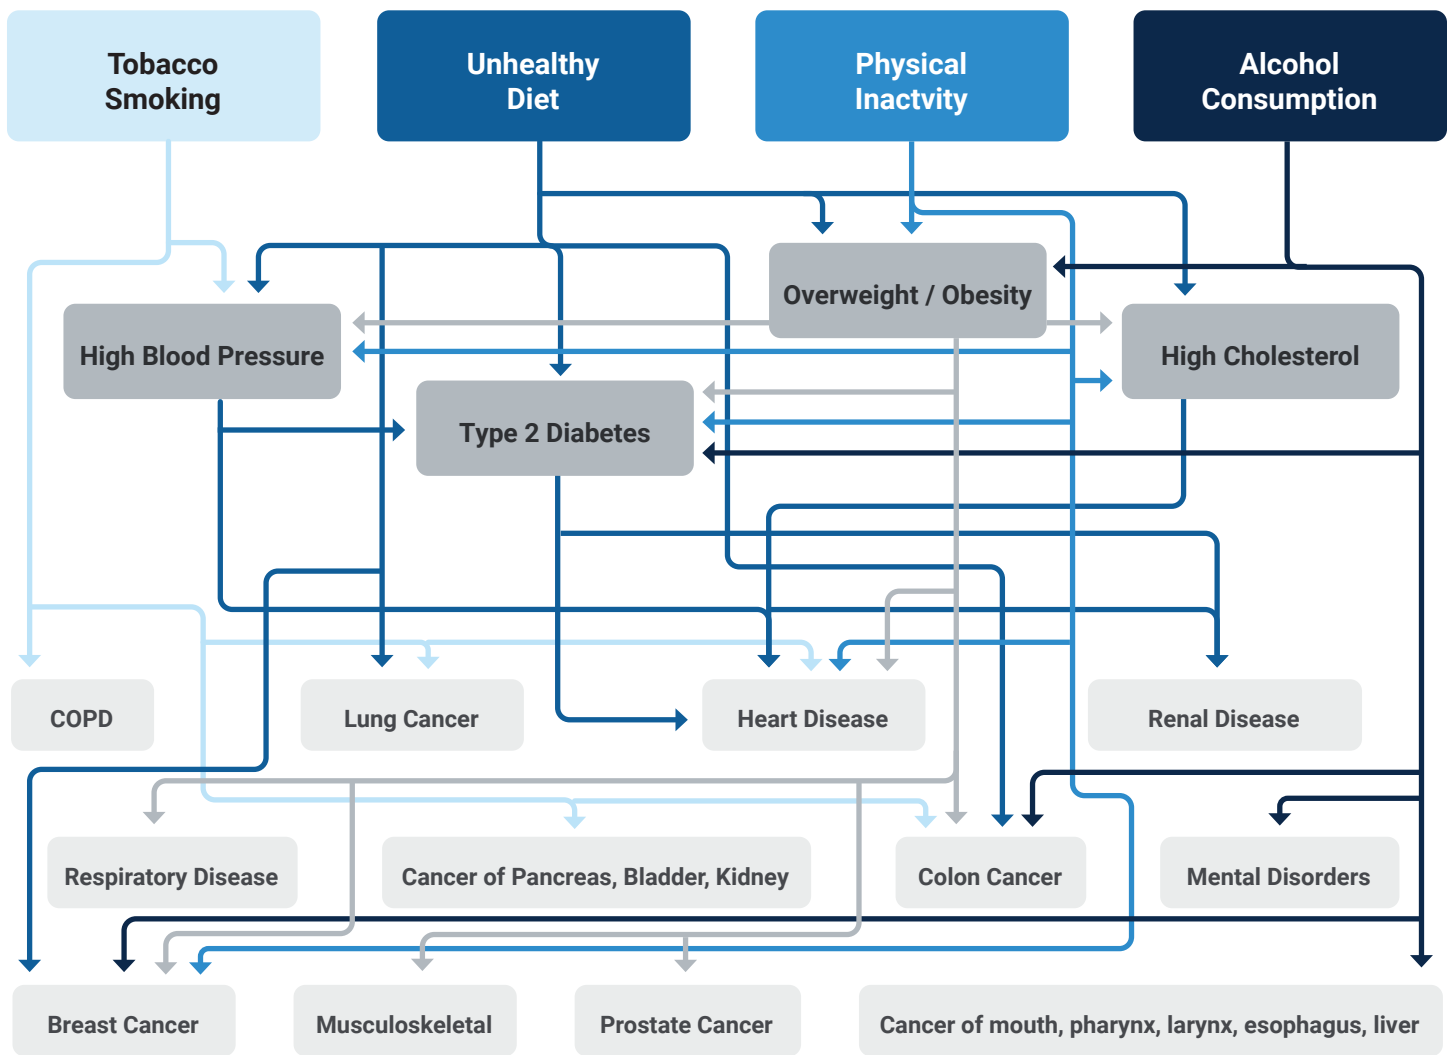 Tobacco
Smoking
Unhealthy
Diet
Physical
Inactvity
Alcohol
Consumption
Overweight / Obesity
High Blood Pressure
High Cholesterol
Type 2 Diabetes
COPD
Lung Cancer
Heart Disease
Renal Disease
Respiratory Disease
Cancer of Pancreas, Bladder, Kidney
Colon Cancer
Mental Disorders
Breast Cancer
Musculoskeletal
Prostate Cancer
Cancer of mouth, pharynx, larynx, esophagus, liver